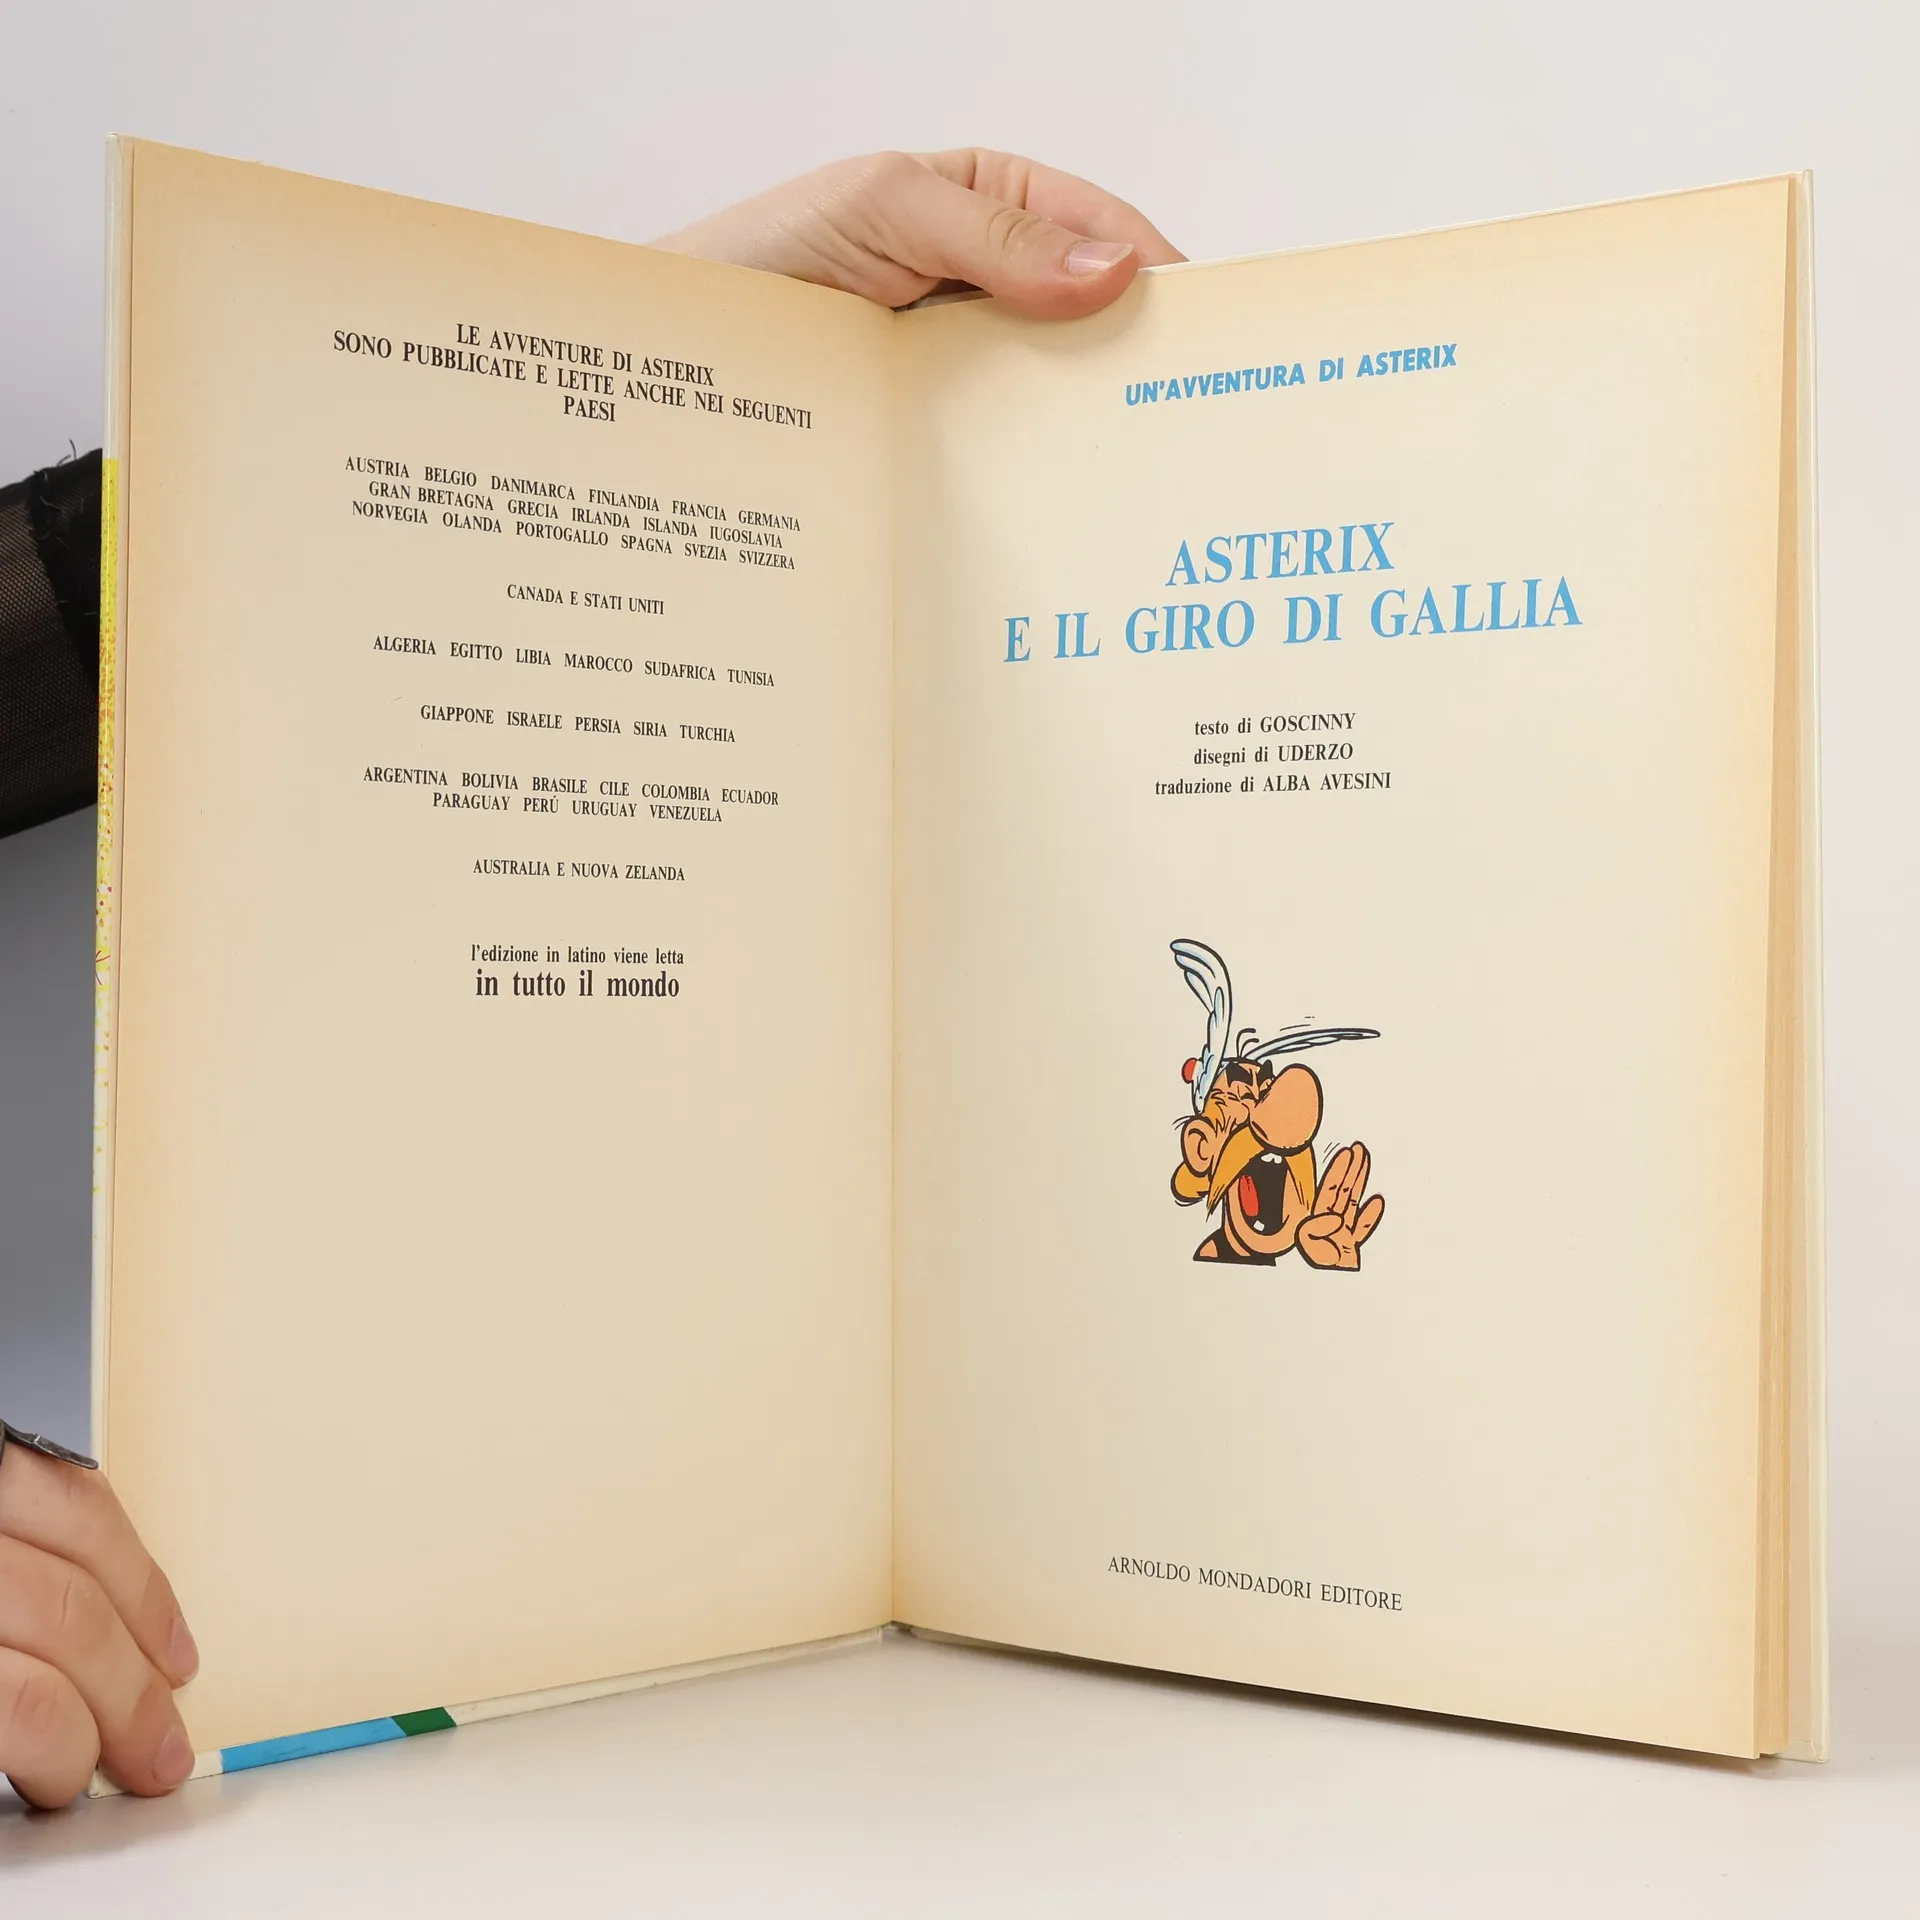 LE AVVENTURE DI ASTERIX
SONO PUBBLICATE E LETTE ANCHE NEI SEGUENTI
PAESI
AUSTRIA BELGIO DANIMARCA FINLANDIA FRANCIA GERMANIA
GRAN BRETAGNA GRECIA IRLANDA ISLANDA IUGOSLAVIA
NORVEGIA OLANDA PORTOGALLO SPAGNA SVEZIA SVIZZERA
CANADA E STATI UNITI
ALGERIA EGITTO LIBIA MAROCCO SUDAFRICA TUNISIA
GIAPPONE ISRAELE PERSIA SIRIA TURCHIA
ARGENTINA BOLIVIA BRASILE CILE COLOMBIA ECUADOR
PARAGUAY PERÚ URUGUAY VENEZUELA
AUSTRALIA E NUOVA ZELANDA
l'edizione in latino viene letta
in tutto il mondo
UN'AVVENTURA DI ASTERIX
ASTERIX
E IL GIRO DI GALLIA
testo di GOSCINNY
disegni di UDERZO
traduzione di ALBA AVESINI
ARNOLDO MONDADORI EDITORE